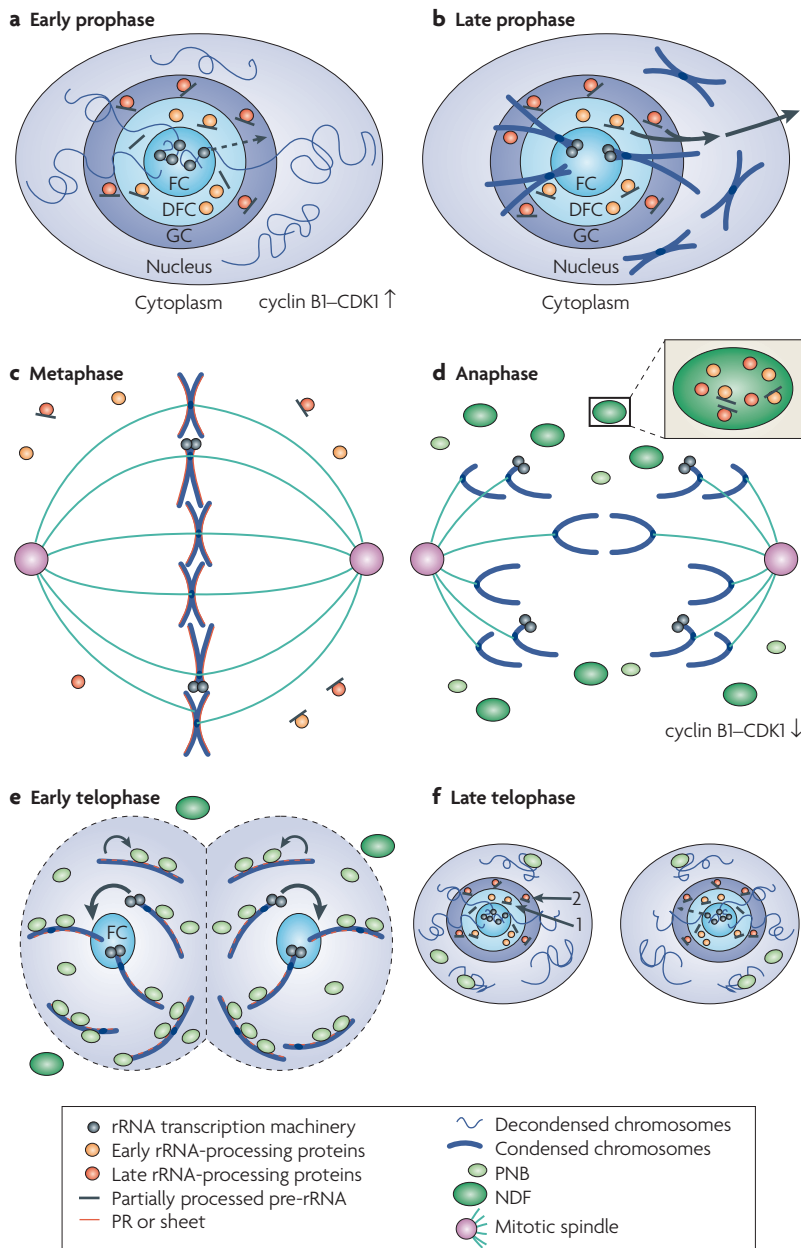 a Early prophase
FC
DFC
GC
Nucleus
Cytoplasm
cyclin B1–CDK1 ↑
b Late prophase
FC
DFC
GC
Nucleus
Cytoplasm
c Metaphase
d Anaphase
cyclin B1–CDK1 ↓
e Early telophase
FC
f Late telophase
2
1
rRNA transcription machinery
Early rRNA-processing proteins
Late rRNA-processing proteins
Partially processed pre-rRNA
PR or sheet
Decondensed chromosomes
Condensed chromosomes
PNB
NDF
Mitotic spindle